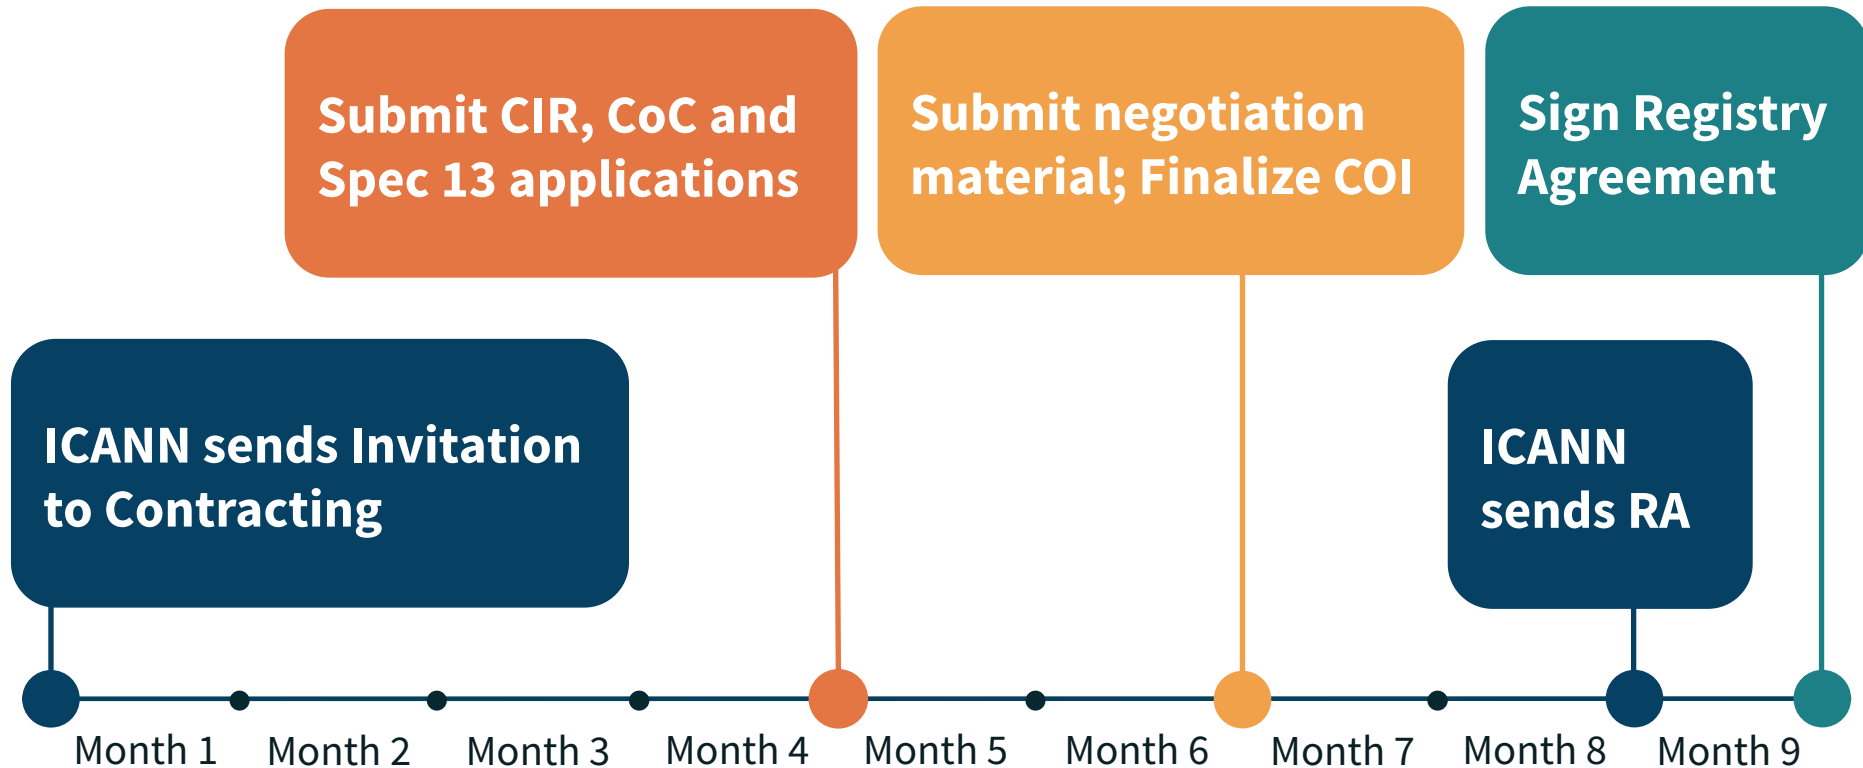 Submit CIR, CoC and
Spec 13 applications
Submit negotiation
material; Finalize COI
Sign Registry
Agreement
ICANN sends Invitation
to Contracting
ICANN
sends RA
Month 1
Month 2
Month 3
Month 4
Month 5
Month 6
Month 7
Month 8
Month 9